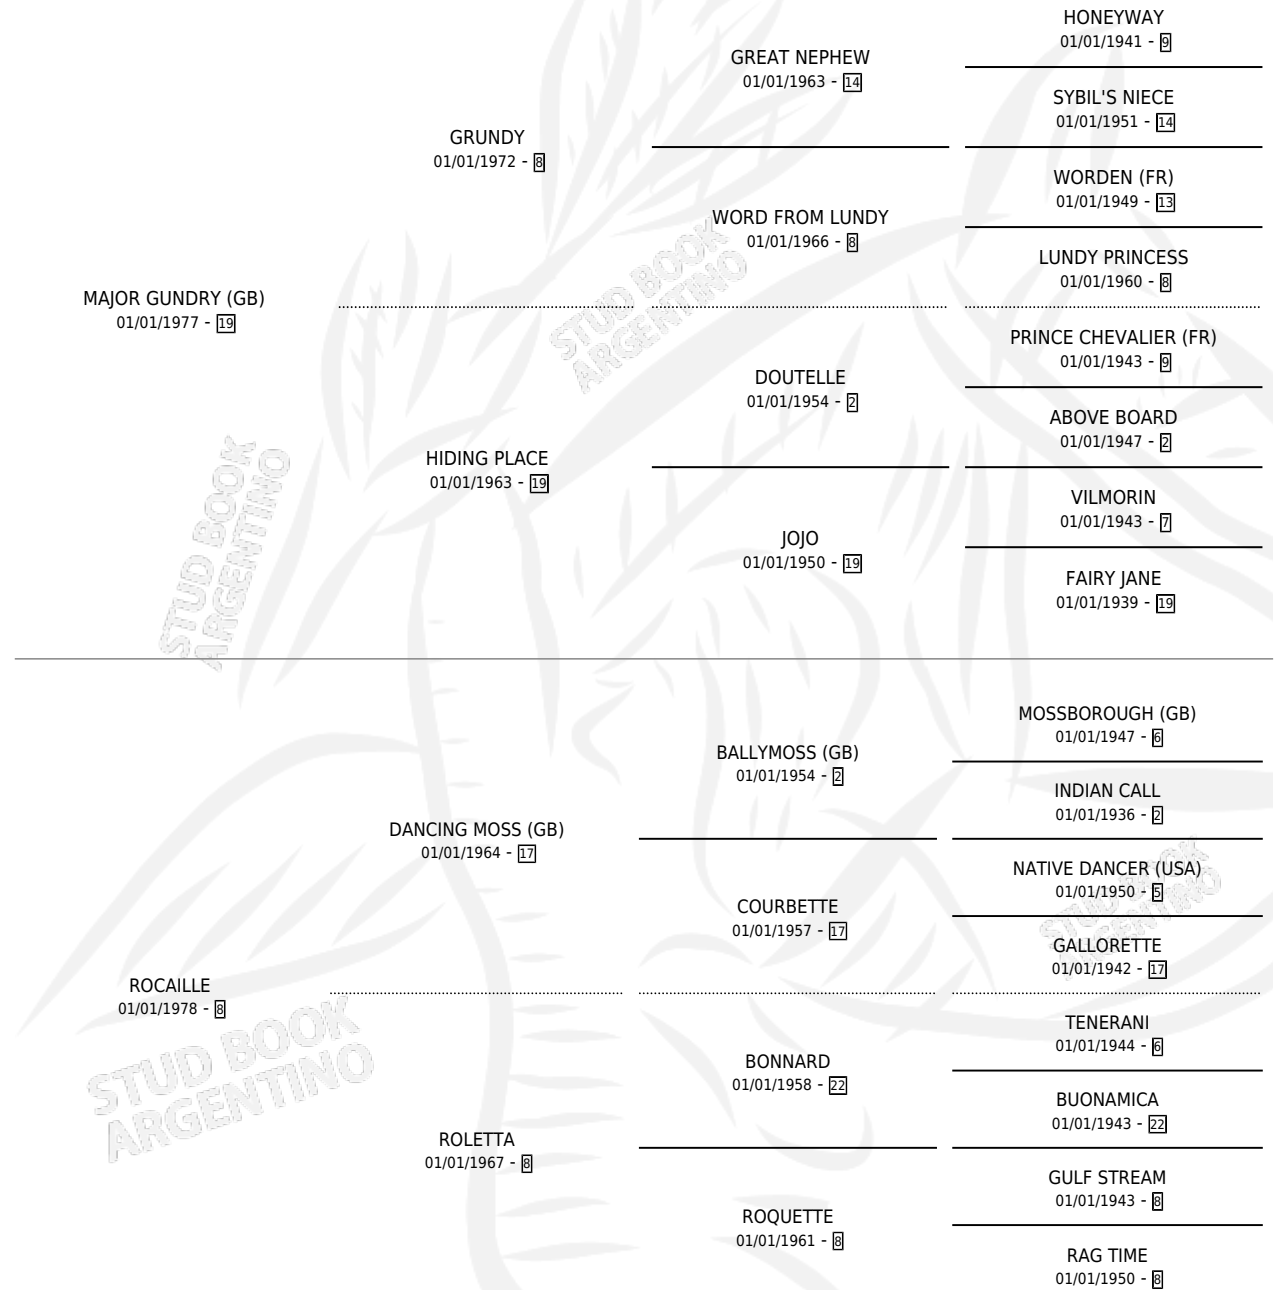 HONEYWAY
01/01/1941 - 9
GREAT NEPHEW
01/01/1963 - 14
SYBIL'S NIECE
01/01/1951 - 14
GRUNDY
01/01/1972 - 8
WORDEN (FR)
01/01/1949 - 13
WORD FROM LUNDY
01/01/1966 - 8
LUNDY PRINCESS
01/01/1960 - 8
MAJOR GUNDRY (GB)
01/01/1977 - 19
PRINCE CHEVALIER (FR)
01/01/1943 - 9
DOUTELLE
01/01/1954 - 2
ABOVE BOARD
01/01/1947 - 2
HIDING PLACE
01/01/1963 - 19
VILMORIN
01/01/1943 - 7
JOJO
01/01/1950 - 19
FAIRY JANE
01/01/1939 - 19
MOSSBOROUGH (GB)
01/01/1947 - 6
BALLYMOSS (GB)
01/01/1954 - 2
INDIAN CALL
01/01/1936 - 2
DANCING MOSS (GB)
01/01/1964 - 17
NATIVE DANCER (USA)
01/01/1950 - 5
COURBETTE
01/01/1957 - 17
GALLORETTE
01/01/1942 - 17
ROCAILLE
01/01/1978 - 8
TENERANI
01/01/1944 - 6
BONNARD
01/01/1958 - 22
BUONAMICA
01/01/1943 - 22
ROLETTA
01/01/1967 - 8
GULF STREAM
01/01/1943 - 8
ROQUETTE
01/01/1961 - 8
RAG TIME
01/01/1950 - 8
STUD BOOK
ARGENTINO
STUD BOOK
ARGENTINO
STUD BOOK
ARGENTINO
STUD BOOK
ARGENTINO